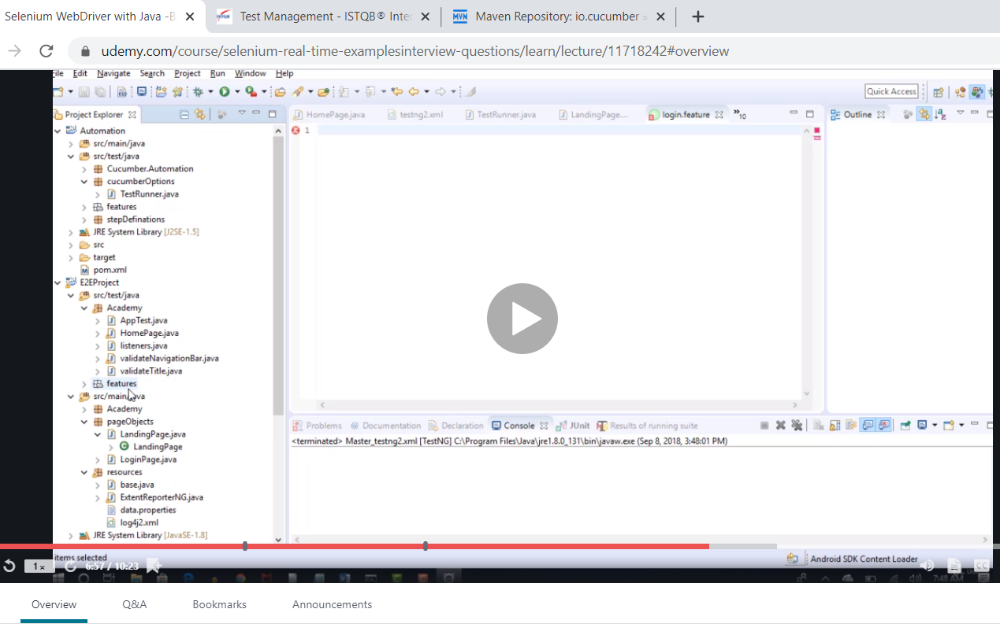 Selenium WebDriver with Java -B
Test Management - ISTQB® Inter
MVN Maven Repository: io.cucumber »
udemy.com/course/selenium-real-time-examplesinterview-questions/learn/lecture/11718242#overview
ile Edit Navigate Search Project Run Window Help
Quick Access
Project Explorer
HomePage.java testng2.xml TestRunner.java LandingPage.... login.feature »10
Outline
1
Automation
src/main/java
src/test/java
Cucumber.Automation
cucumberOptions
TestRunner.java
features
stepDefinations
JRE System Library [J2SE-1.5]
src
target
pom.xml
E2EProject
src/test/java
Academy
AppTest.java
HomePage.java
listeners.java
validateNavigationBar.java
validateTitle.java
features
src/main/java
Academy
pageObjects
LandingPage.java
LandingPage
LoginPage.java
resources
base.java
ExtentReporterNG.java
data.properties
log4j2.xml
JRE System Library [JavaSE-1.8]
Problems Documentation Declaration Console JUnit Results of running suite
<terminated> Master_testng2.xml [TestNG] C:\Program Files\Java\jre1.8.0_131\bin\javaw.exe (Sep 8, 2018, 3:48:01 PM)
items selected
Android SDK Content Loader
1x 6:57 / 10:23
CC
7:48 AM
Overview Q&A Bookmarks Announcements